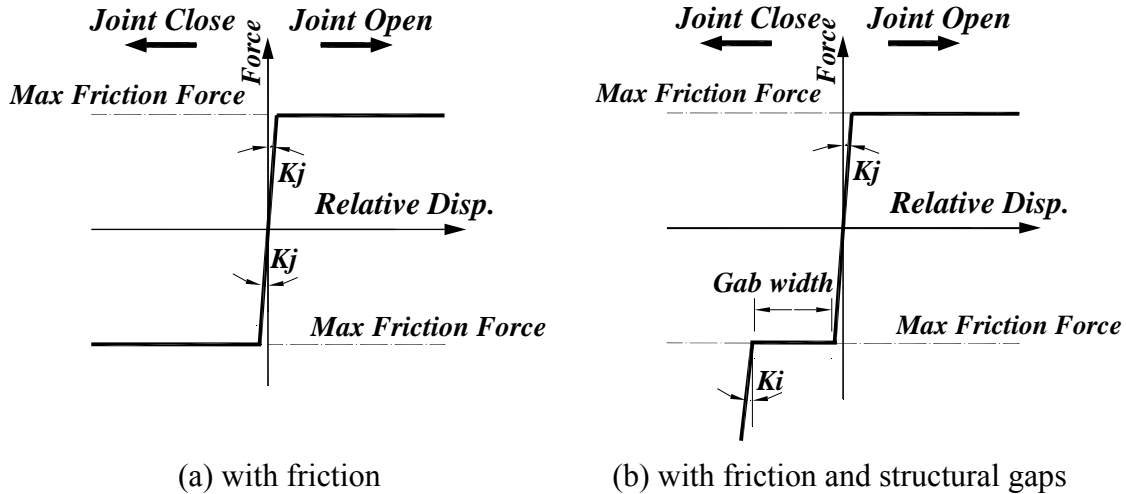 Joint Close
Joint Open
Force
Max Friction Force
Kj
Relative Disp.
Kj
Max Friction Force
(a) with friction
Joint Close
Joint Open
Force
Max Friction Force
Kj
Relative Disp.
Gab width
Max Friction Force
Ki
(b) with friction and structural gaps